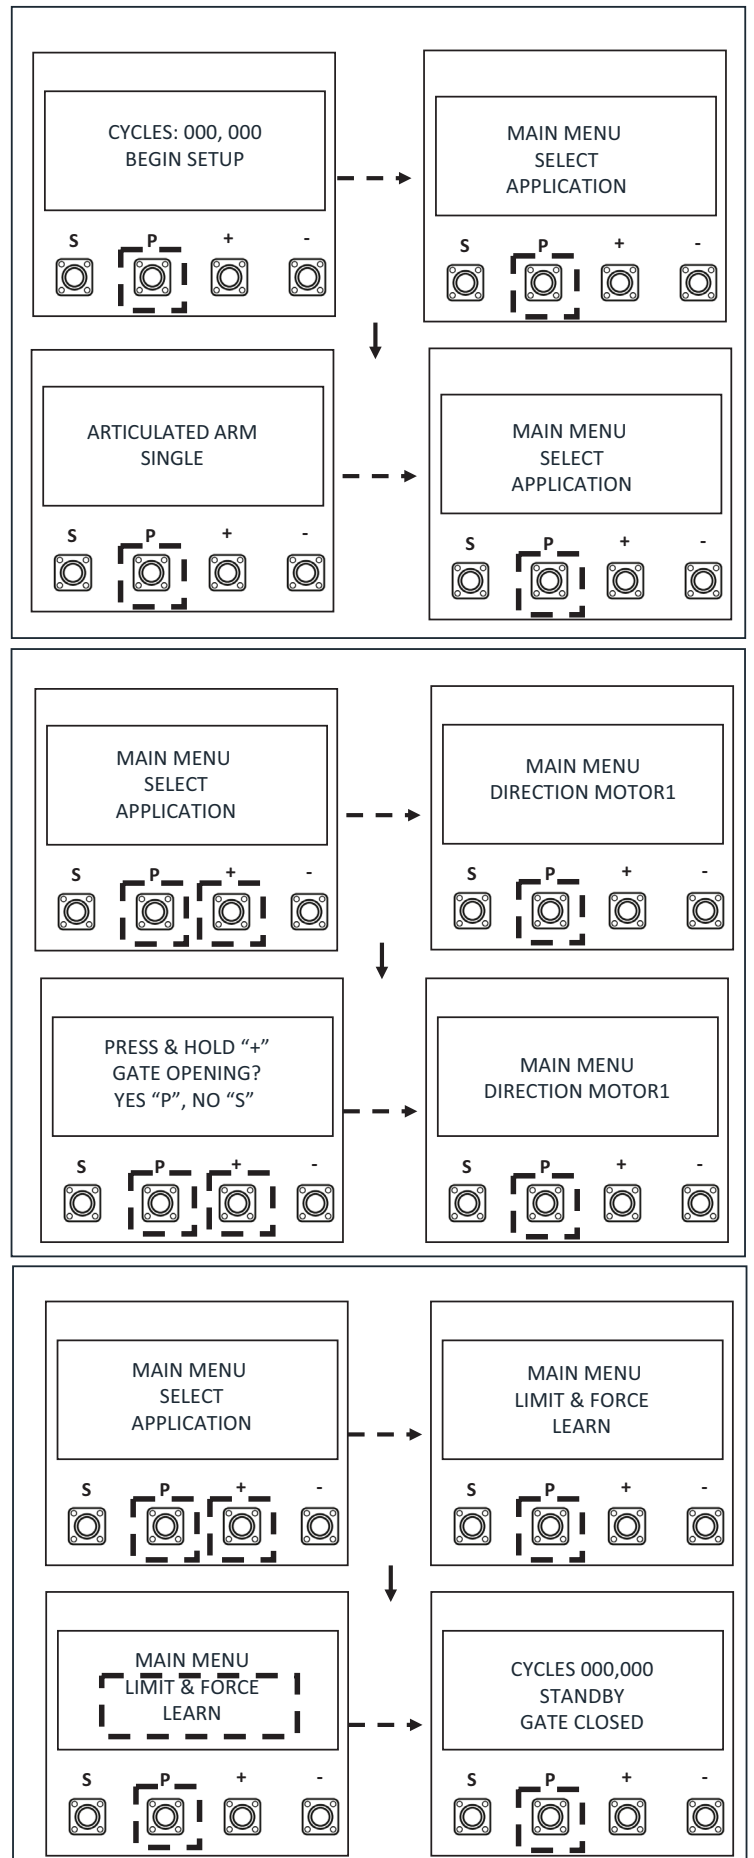 CYCLES: 000, 000
BEGIN SETUP
S P + -
MAIN MENU
SELECT
APPLICATION
S P + -
ARTICULATED ARM
SINGLE
S P + -
MAIN MENU
SELECT
APPLICATION
S P + -
MAIN MENU
SELECT
APPLICATION
S P + -
MAIN MENU
DIRECTION MOTOR1
S P + -
PRESS & HOLD “+”
GATE OPENING?
YES “P”, NO “S”
S P + -
MAIN MENU
DIRECTION MOTOR1
S P + -
MAIN MENU
SELECT
APPLICATION
S P + -
MAIN MENU
LIMIT & FORCE
LEARN
S P + -
MAIN MENU
LIMIT & FORCE
LEARN
S P + -
CYCLES 000,000
STANDBY
GATE CLOSED
S P + -